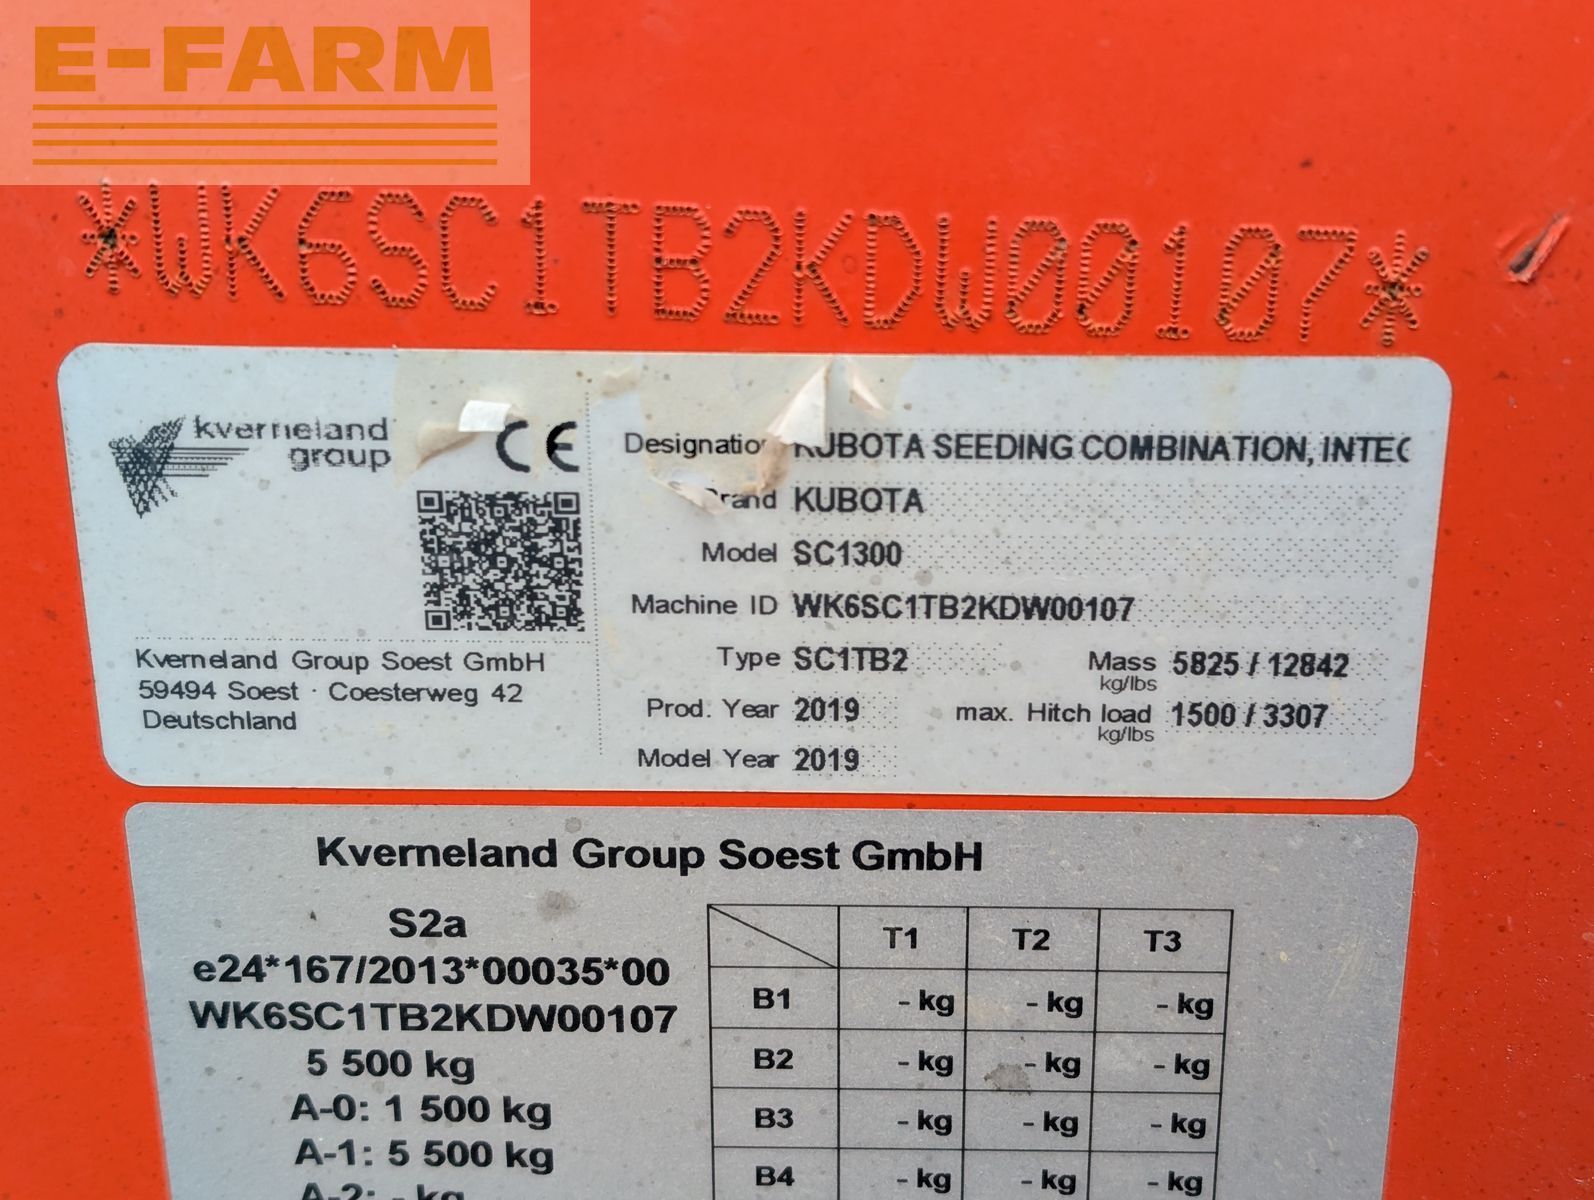 E-FARM
*WK6SC1TB2KDW00107*
kverneland
group
CE
Designation KUBOTA SEEDING COMBINATION, INTEC
Brand KUBOTA
Model SC1300
Machine ID WK6SC1TB2KDW00107
Type SC1TB2
Mass 5825 / 12842
kg/lbs
Prod. Year 2019
max. Hitch load 1500 / 3307
kg/lbs
Model Year 2019
Kverneland Group Soest GmbH
59494 Soest · Coesterweg 42
Deutschland
Kverneland Group Soest GmbH
S2a
e24*167/2013*00035*00
WK6SC1TB2KDW00107
5 500 kg
A-0: 1 500 kg
A-1: 5 500 kg
A-2: - kg
T1 T2 T3
B1 - kg - kg - kg
B2 - kg - kg - kg
B3 - kg - kg - kg
B4 - kg - kg - kg